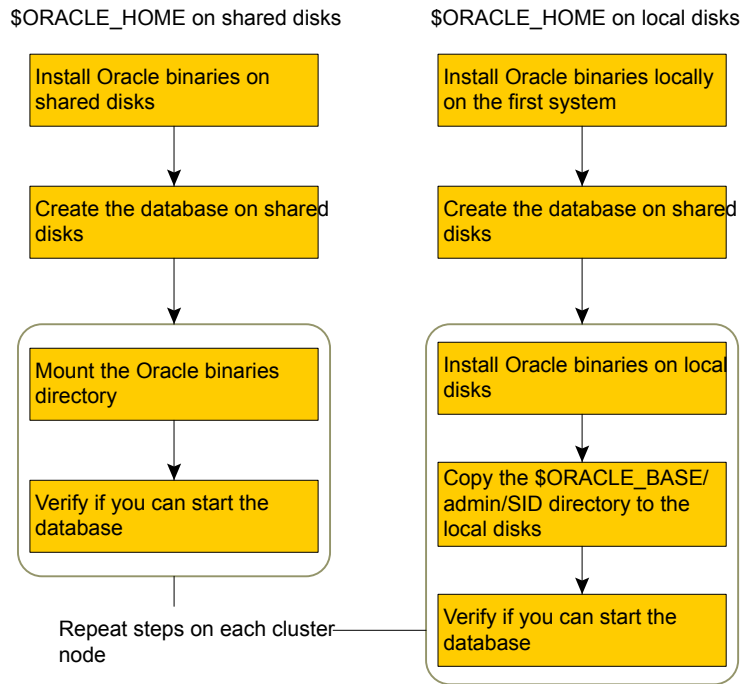 $ORACLE_HOME on shared disks
Install Oracle binaries on
shared disks
Create the database on shared
disks
Mount the Oracle binaries
directory
Verify if you can start the
database
Repeat steps on each cluster
node
$ORACLE_HOME on local disks
Install Oracle binaries locally
on the first system
Create the database on shared
disks
Install Oracle binaries on local
disks
Copy the $ORACLE_BASE/
admin/SID directory to the
local disks
Verify if you can start the
database